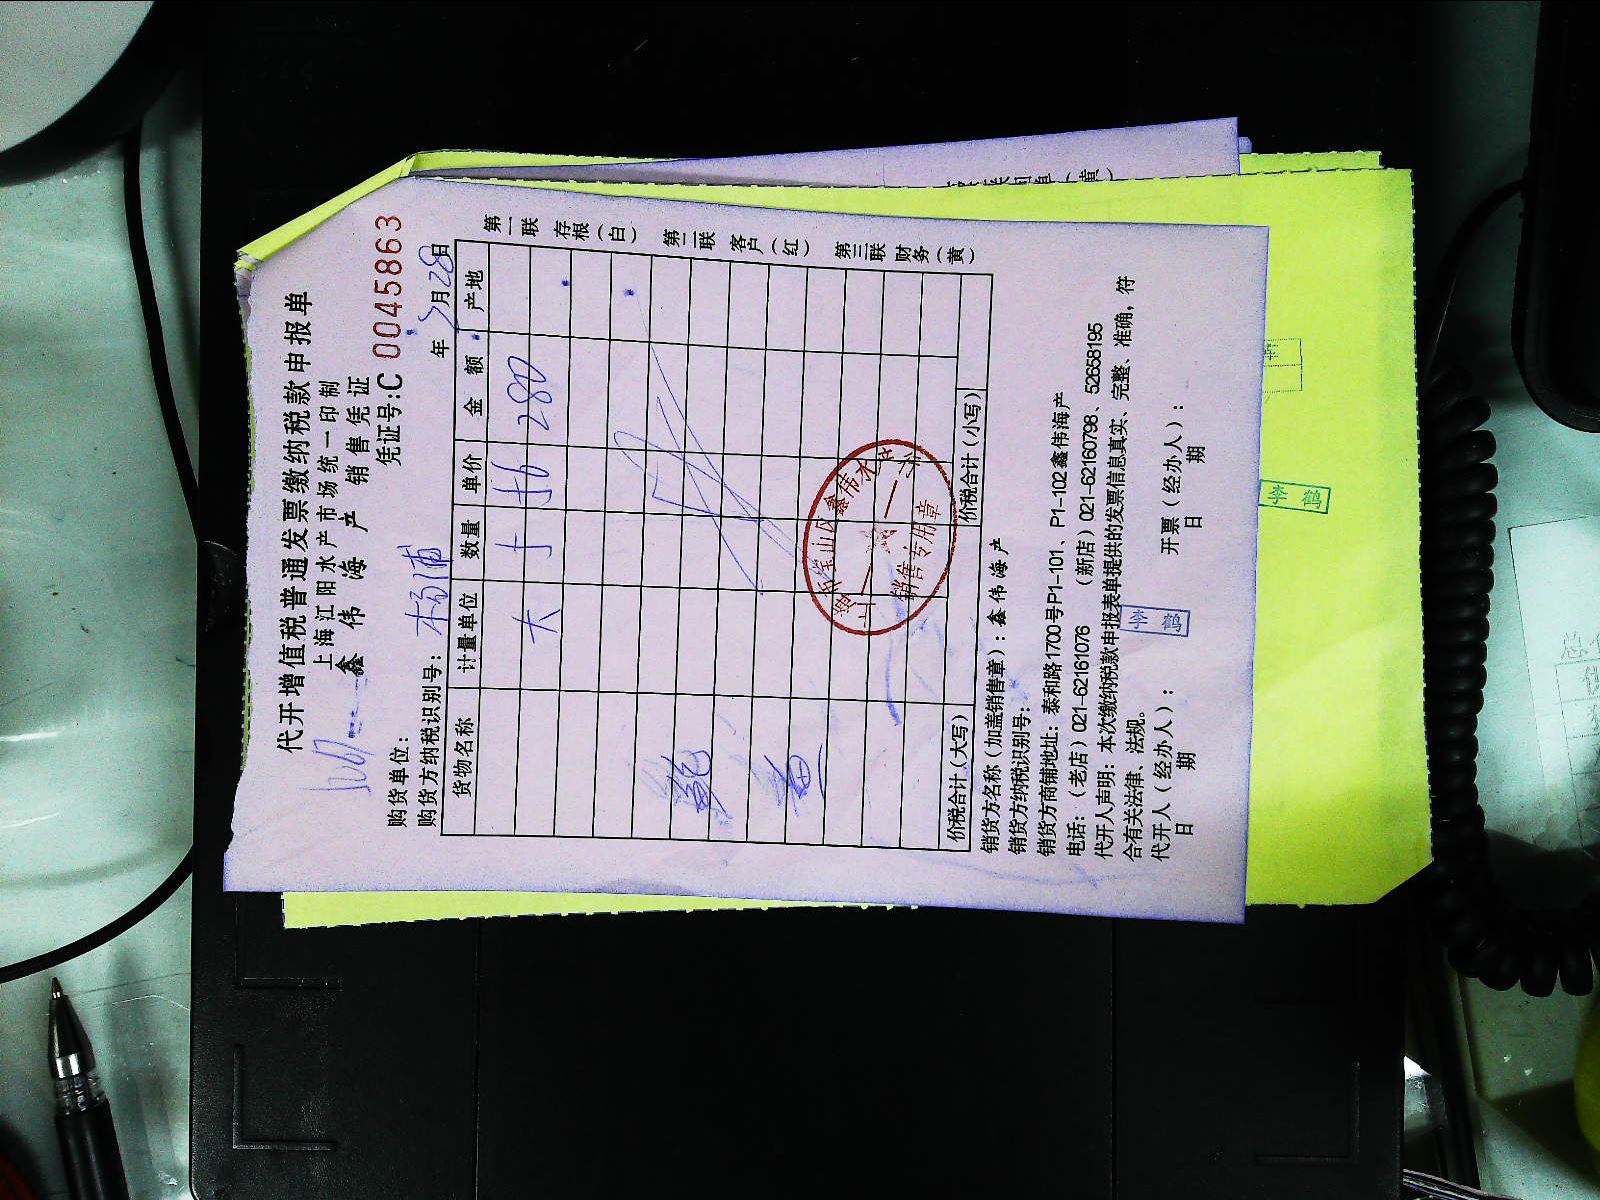 代开增值税普通发票缴纳税款申报单
上海江阳水产市场统一印制
鑫伟海产 销售凭证
凭证号:C 0045863
购货单位：
年 月28日
购货方纳税识别号： 杨浦
货物名称 计量单位 数量 单价 金额 产地
大 280
鲍
价税合计（大写） 价税合计（小写）
第一联 存根（白） 第二联 客户（红） 第三联 财务（黄）
销售专用章
销货方名称（加盖销售章）：鑫伟海产
销货方纳税识别号：
销货方商铺地址：泰和路1700号P1-101、P1-102鑫伟海产
电话：（老店）021-62161076 （新店）021-62160798、52658195
代开人声明：本次缴纳税款申报表单提供的发票信息真实、完整、准确，符
合有关法律、法规。
代开人（经办人）： 开票（经办人）：
日 期 日 期
李鹤
李鹤